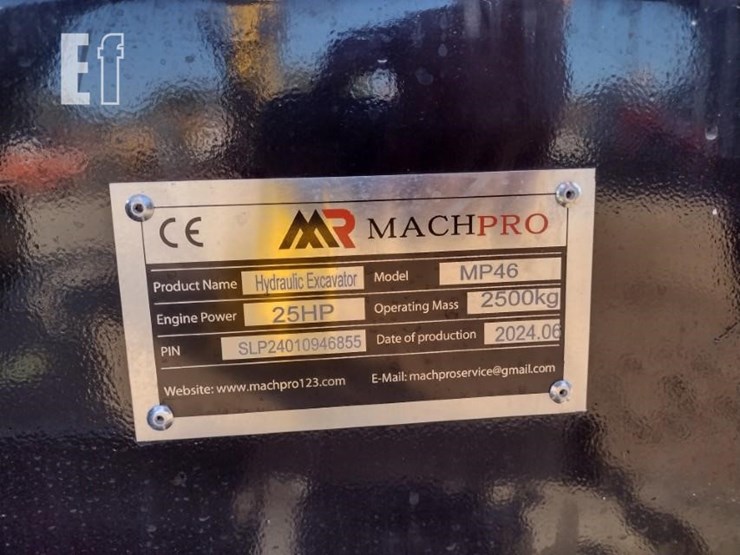 Ef
CE
MR MACHPRO
Product Name Hydraulic Excavator Model MP46
Engine Power 25HP Operating Mass 2500kg
PIN SLP24010946855 Date of production 2024.06
Website: www.machpro123.com E-Mail: machproservice@gmail.com